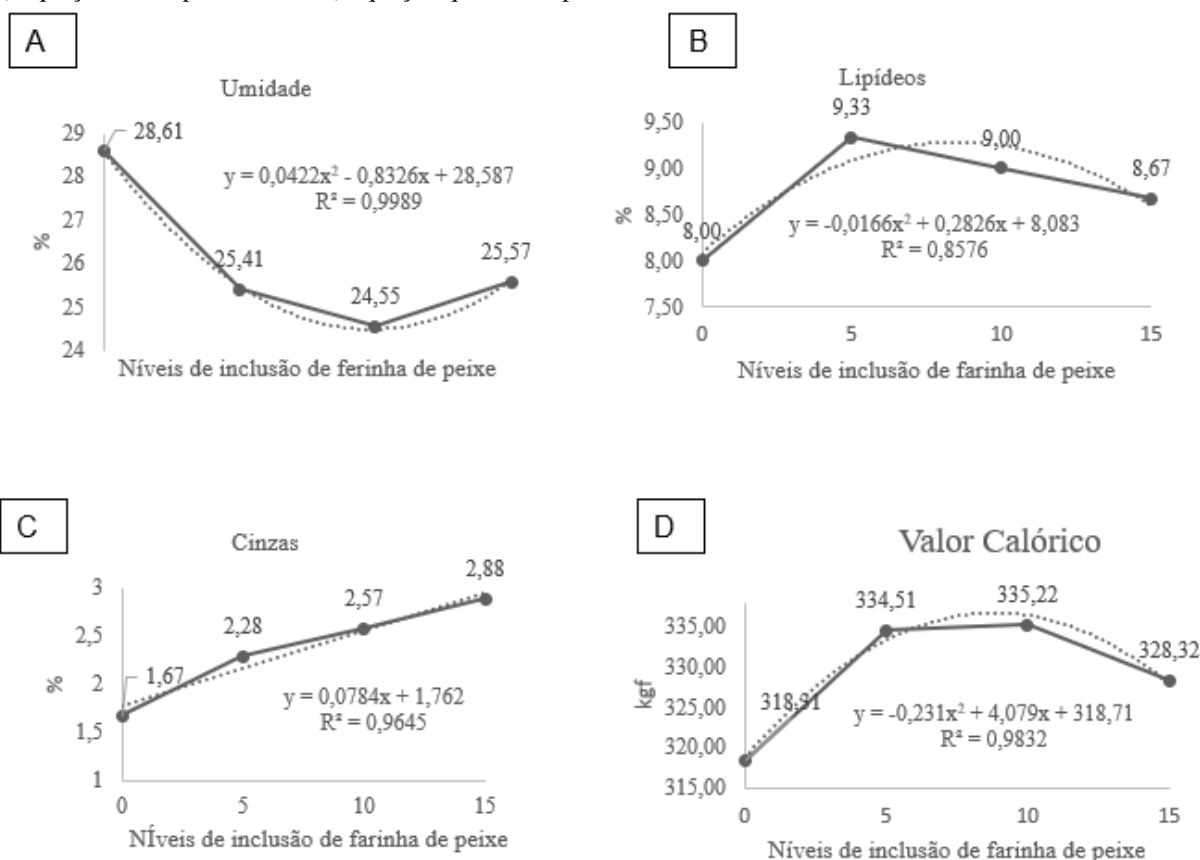 A
Umidade
29
28
27
26
25
24
%
28,61
25,41
24,55
25,57
y = 0,0422x² - 0,8326x + 28,587
R² = 0,9989
Níveis de inclusão de ferinha de peixe
B
Lipídeos
9,50
9,00
8,50
8,00
7,50
%
8,00
9,33
9,00
8,67
y = -0,0166x² + 0,2826x + 8,083
R² = 0,8576
0 5 10 15
Níveis de inclusão de farinha de peixe
C
Cinzas
3
2,5
2
1,5
1
%
1,67
2,28
2,57
2,88
y = 0,0784x + 1,762
R² = 0,9645
0 5 10 15
NÍveis de inclusão de farinha de peixe
D
Valor Calórico
335,00
330,00
325,00
320,00
315,00
kgf
318,31
334,51
335,22
328,32
y = -0,231x² + 4,079x + 318,71
R² = 0,9832
0 5 10 15
Níveis de inclusão de farinha de peixe